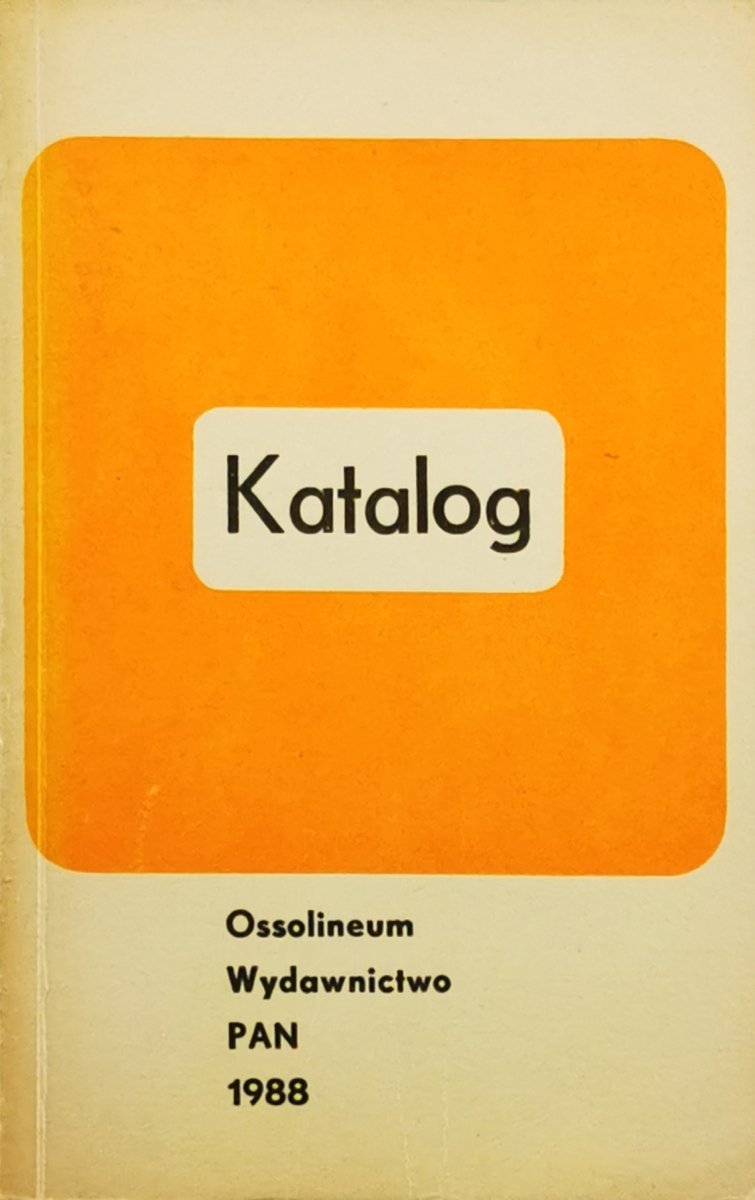 Katalog
Ossolineum
Wydawnictwo
PAN
1988